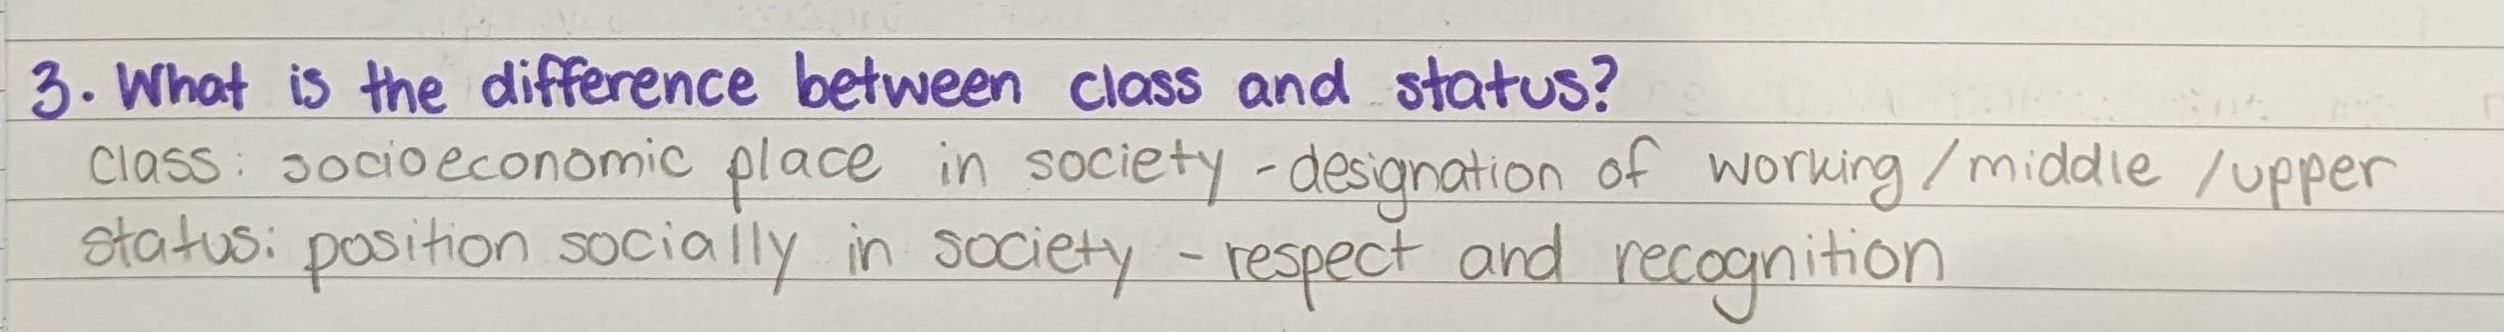 3. What is the difference between class and status?
class: socioeconomic place in society - designation of working/middle/upper
status: position socially in society - respect and recognition